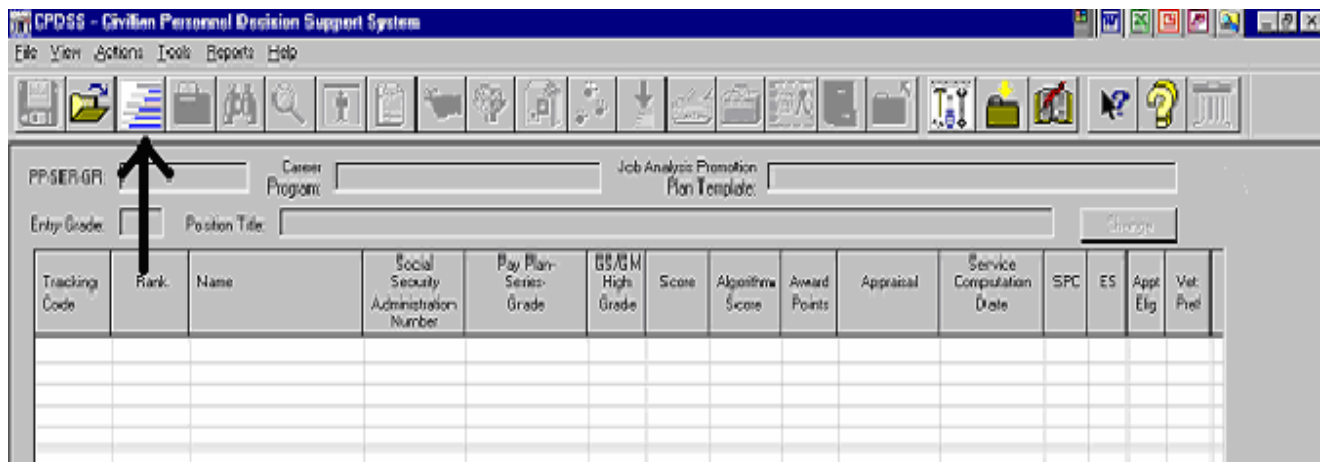 CPDSS - Civilian Personnel Decision Support System
File View Actions Tools Reports Help
PP-SER-GR: Career Program: Job Analysis Promotion Plan Template:
Entry Grade: Position Title: Change
Tracking Code Rank Name Social Security Administration Number Pay Plan- Series- Grade GS/GM High Grade Score Algorithm Score Award Points Appraisal Service Computation Date SPC ES Appt Elig Vet Pref